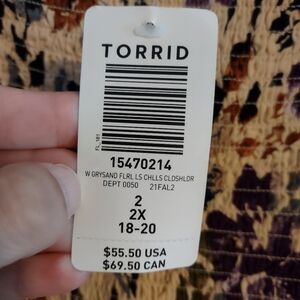 TORRID
15470214
W GRYSAND FLRL LS CHLLS CLDSHLDR
DEPT 0050 21FAL2
2
2X
18-20
$55.50 USA
$69.50 CAN